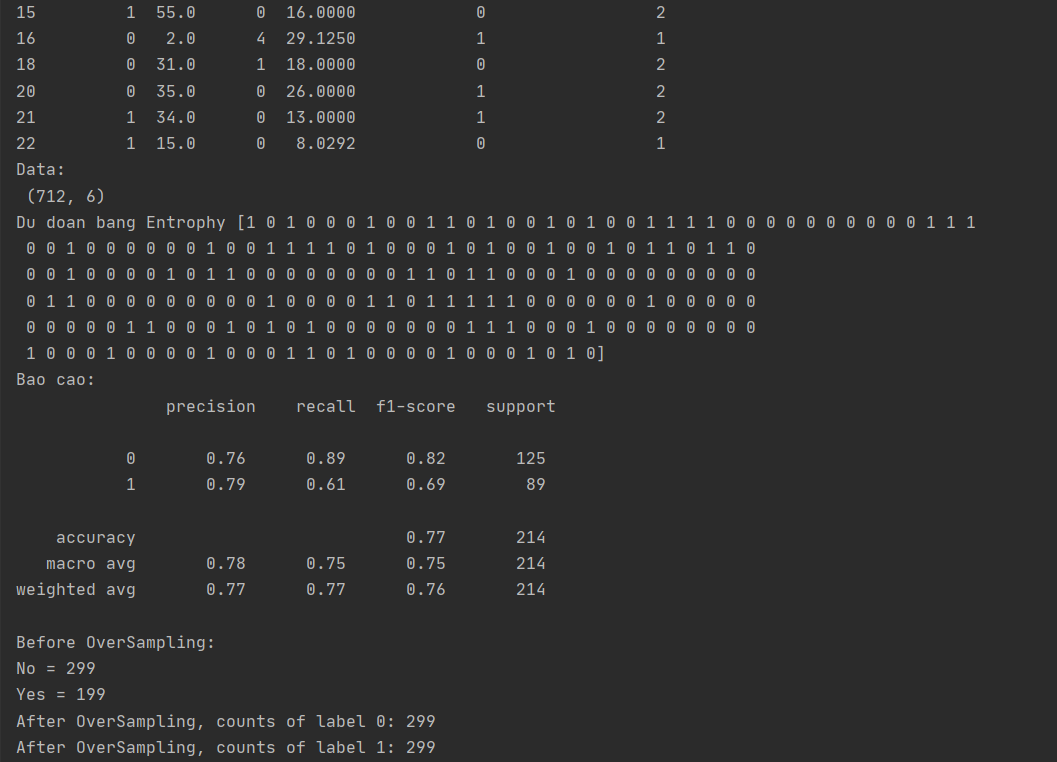 15 1 55.0 0 16.0000 0 2
16 0 2.0 4 29.1250 1 1
18 0 31.0 1 18.0000 0 2
20 0 35.0 0 26.0000 1 2
21 1 34.0 0 13.0000 1 2
22 1 15.0 0 8.0292 0 1
Data:
(712, 6)
Du doan bang Entrophy [1 0 1 0 0 0 1 0 0 1 1 0 1 0 0 1 0 1 0 0 1 1 1 1 0 0 0 0 0 0 0 0 0 0 1 1 1
0 0 1 0 0 0 0 0 0 1 0 0 1 1 1 1 0 1 0 0 0 1 0 1 0 0 1 0 0 1 0 1 1 0 1 1 0
0 0 1 0 0 0 0 1 0 1 1 0 0 0 0 0 0 0 0 1 1 0 1 1 0 0 0 1 0 0 0 0 0 0 0 0 0
0 1 1 0 0 0 0 0 0 0 0 0 1 0 0 0 0 1 1 0 1 1 1 1 1 0 0 0 0 0 0 1 0 0 0 0 0
0 0 0 0 0 1 1 0 0 0 1 0 1 0 1 0 0 0 0 0 0 0 1 1 1 0 0 0 1 0 0 0 0 0 0 0 0
1 0 0 0 1 0 0 0 0 1 0 0 0 1 1 0 1 0 0 0 0 1 0 0 0 1 0 1 0]
Bao cao:
precision recall f1-score support
0 0.76 0.89 0.82 125
1 0.79 0.61 0.69 89
accuracy 0.77 214
macro avg 0.78 0.75 0.75 214
weighted avg 0.77 0.77 0.76 214
Before OverSampling:
No = 299
Yes = 199
After OverSampling, counts of label 0: 299
After OverSampling, counts of label 1: 299